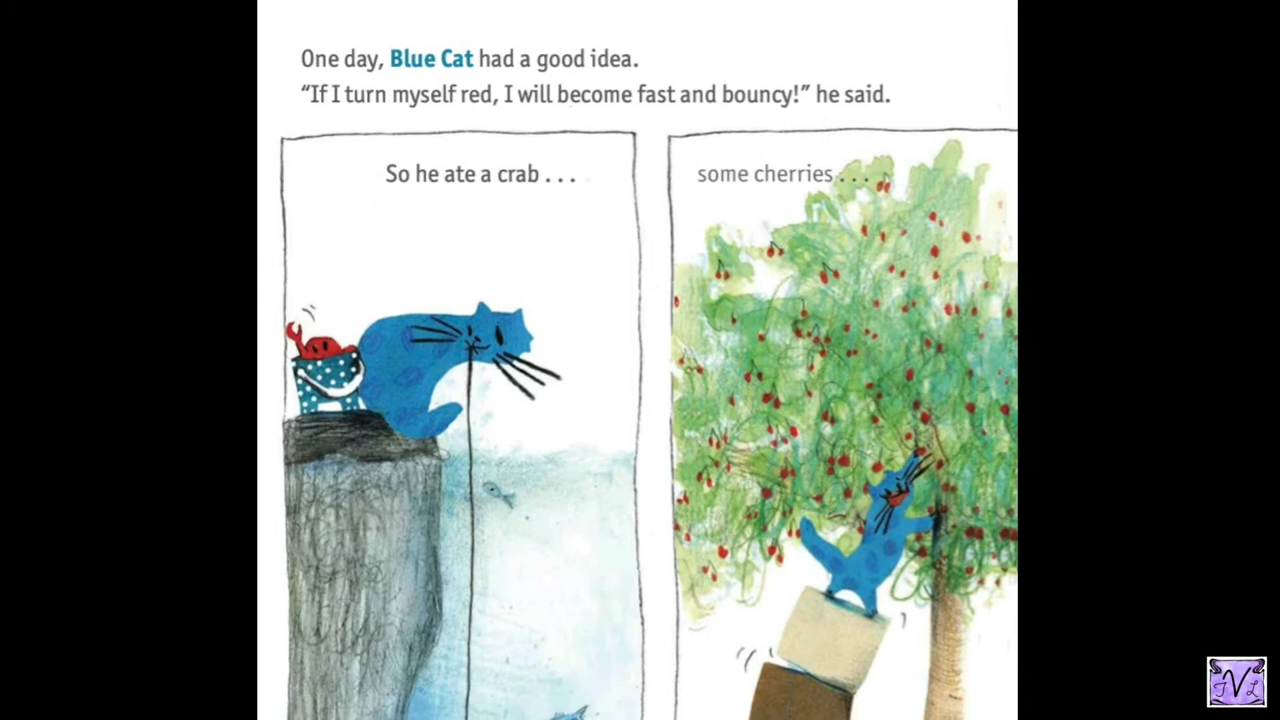 One day, Blue Cat had a good idea.
“If I turn myself red, I will become fast and bouncy!” he said.
So he ate a crab . . .
some cherries . . .